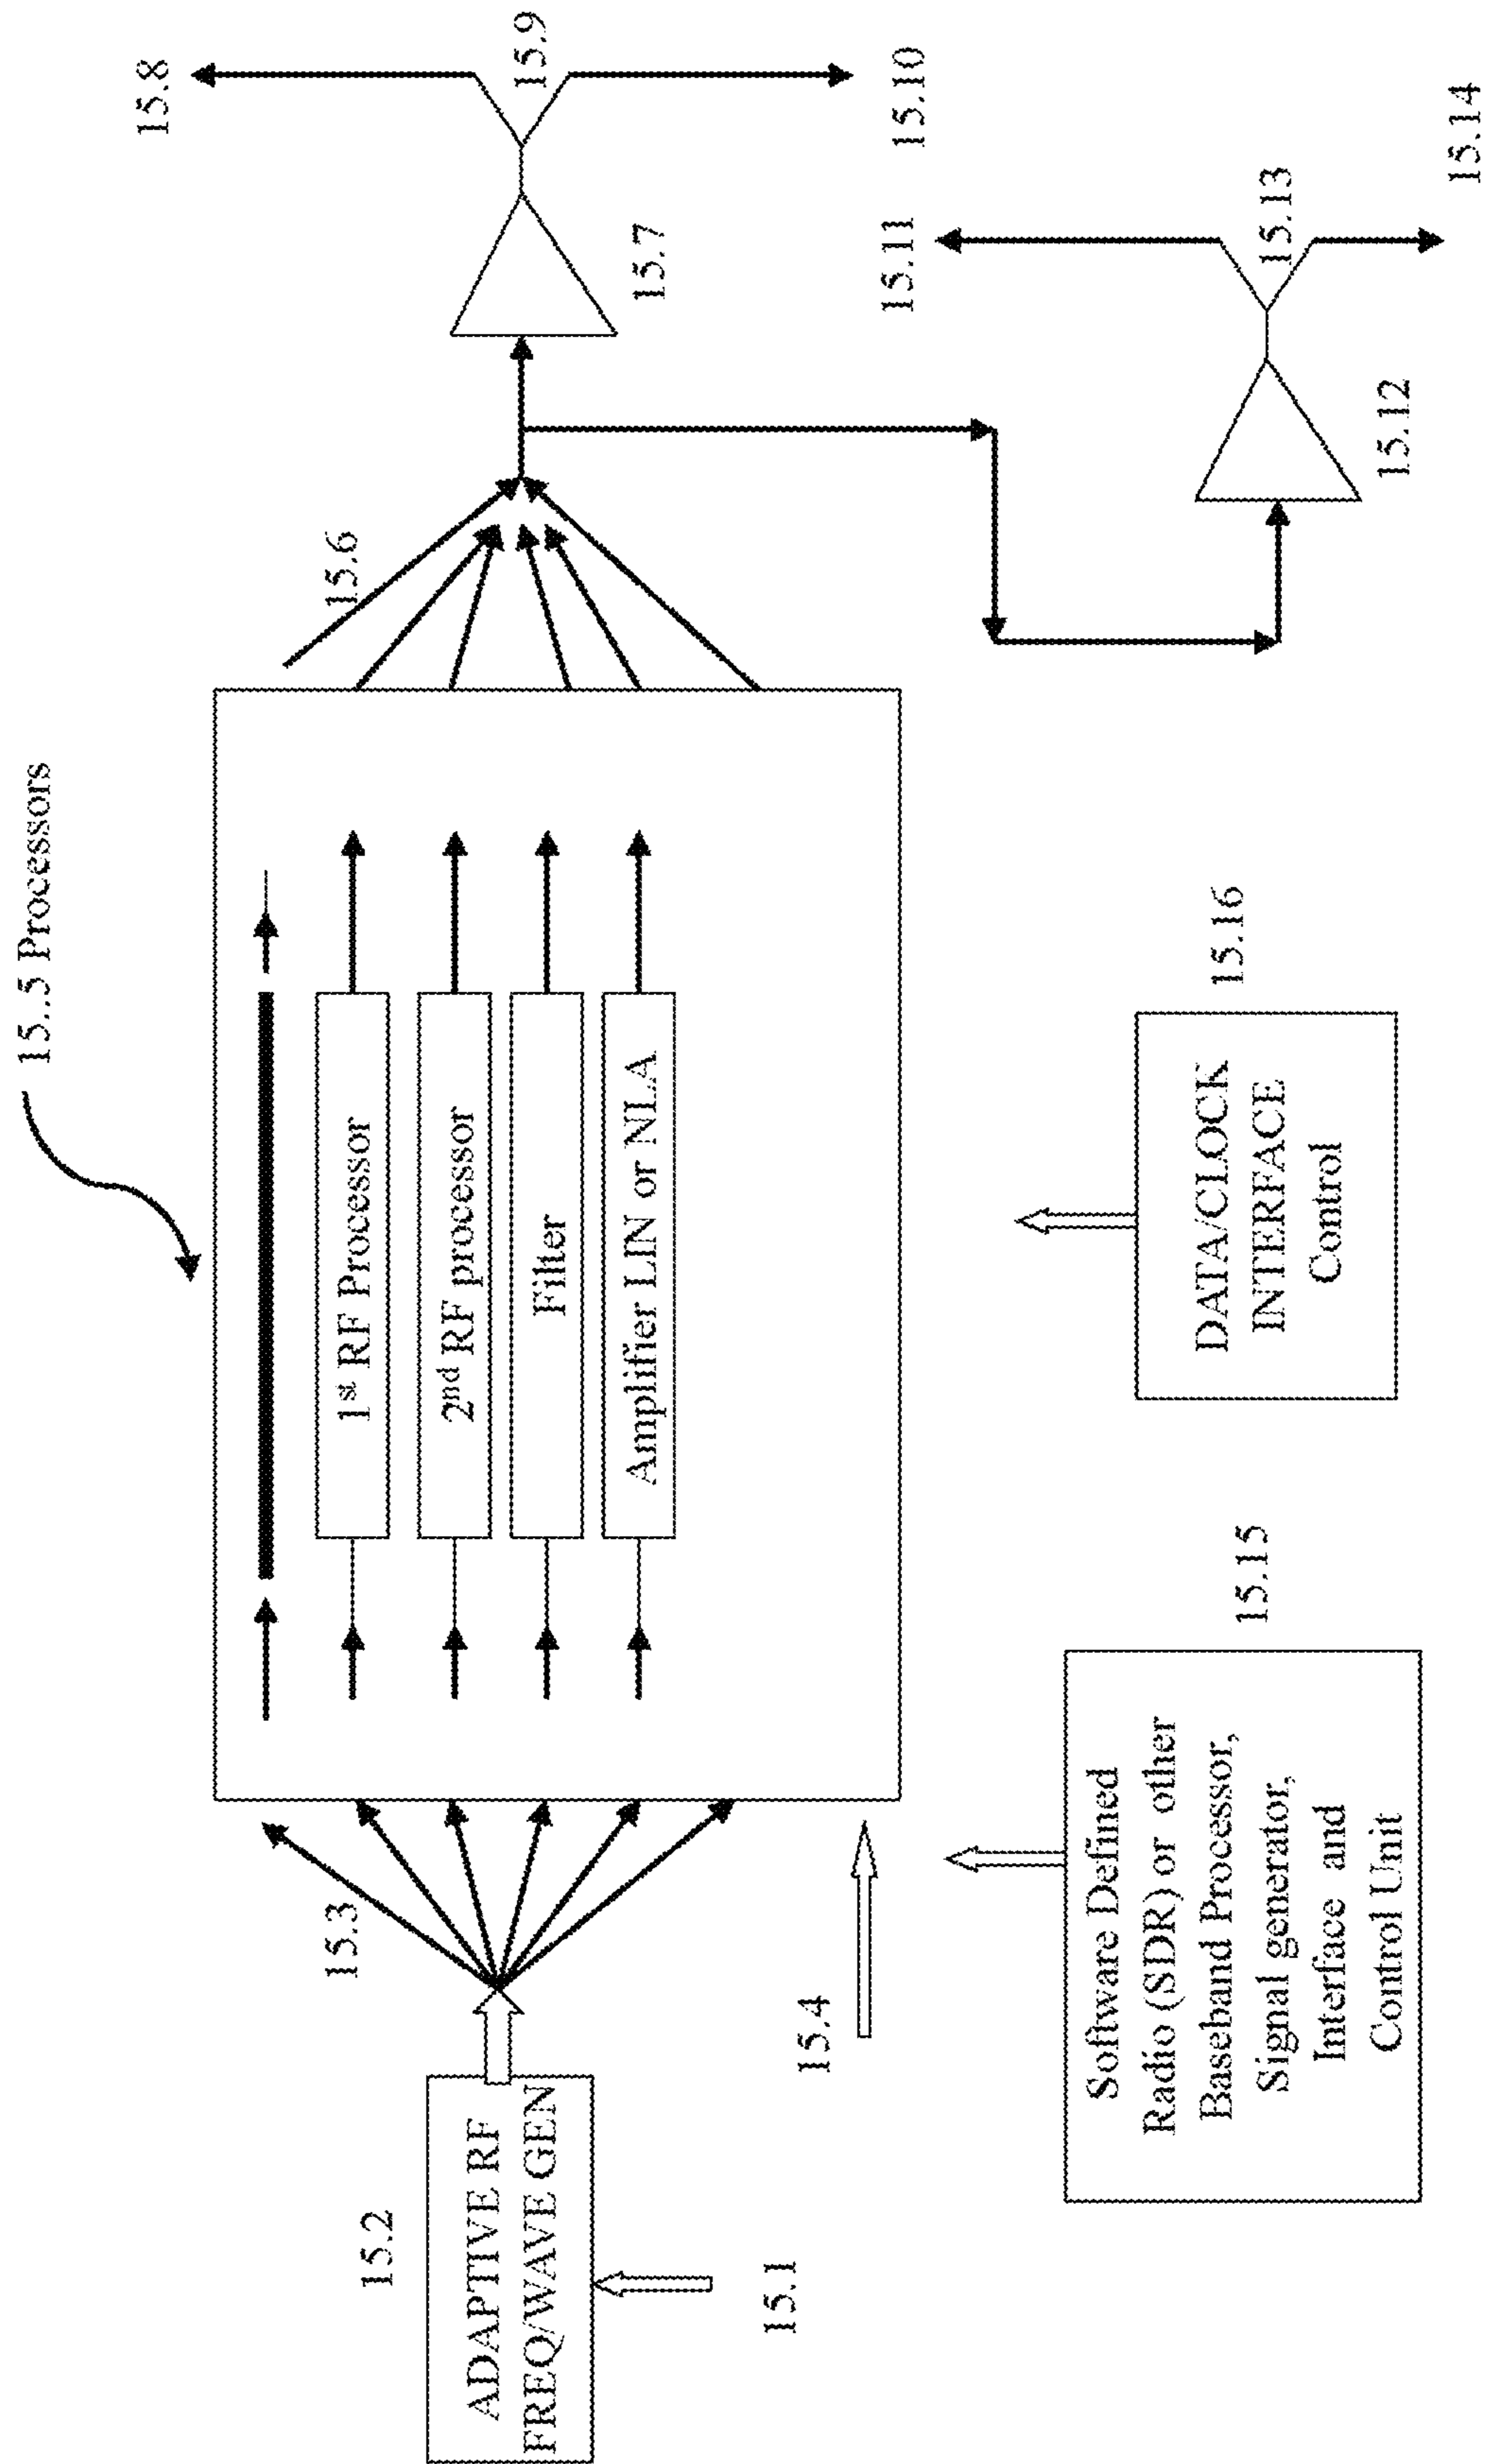 15..5 Processors
15.8
15.9
15.10
15.7
15.6
15.11
15.13
15.14
15.12
1st RF Processor
2nd RF processor
Filter
Amplifier LIN or NLA
15.3
15.2
ADAPTIVE RF
FREQ/WAVE GEN
15.1
15.4
15.15
Software Defined
Radio (SDR) or other
Baseband Processor,
Signal generator,
Interface and
Control Unit
15.16
DATA/CLOCK
INTERFACE
Control